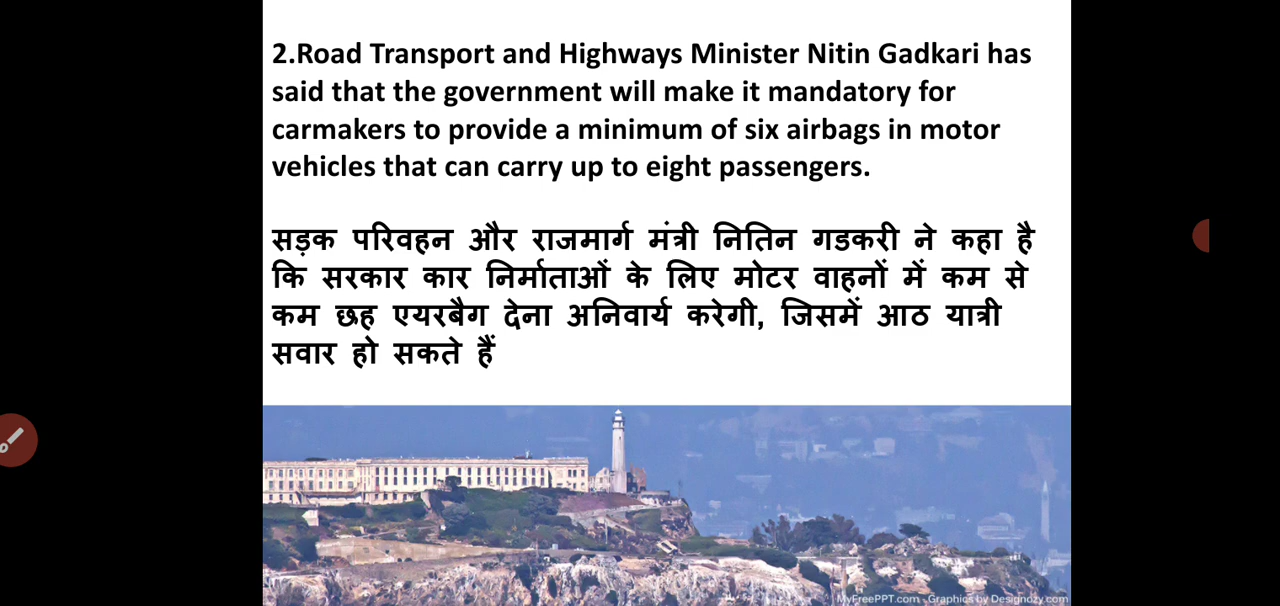 2.Road Transport and Highways Minister Nitin Gadkari has
said that the government will make it mandatory for
carmakers to provide a minimum of six airbags in motor
vehicles that can carry up to eight passengers.
सड़क परिवहन और राजमार्ग मंत्री नितिन गडकरी ने कहा है
कि सरकार कार निर्माताओं के लिए मोटर वाहनों में कम से
कम छह एयरबैग देना अनिवार्य करेगी, जिसमें आठ यात्री
सवार हो सकते हैं
MyFreePPT.com - Graphics by Designozy.com